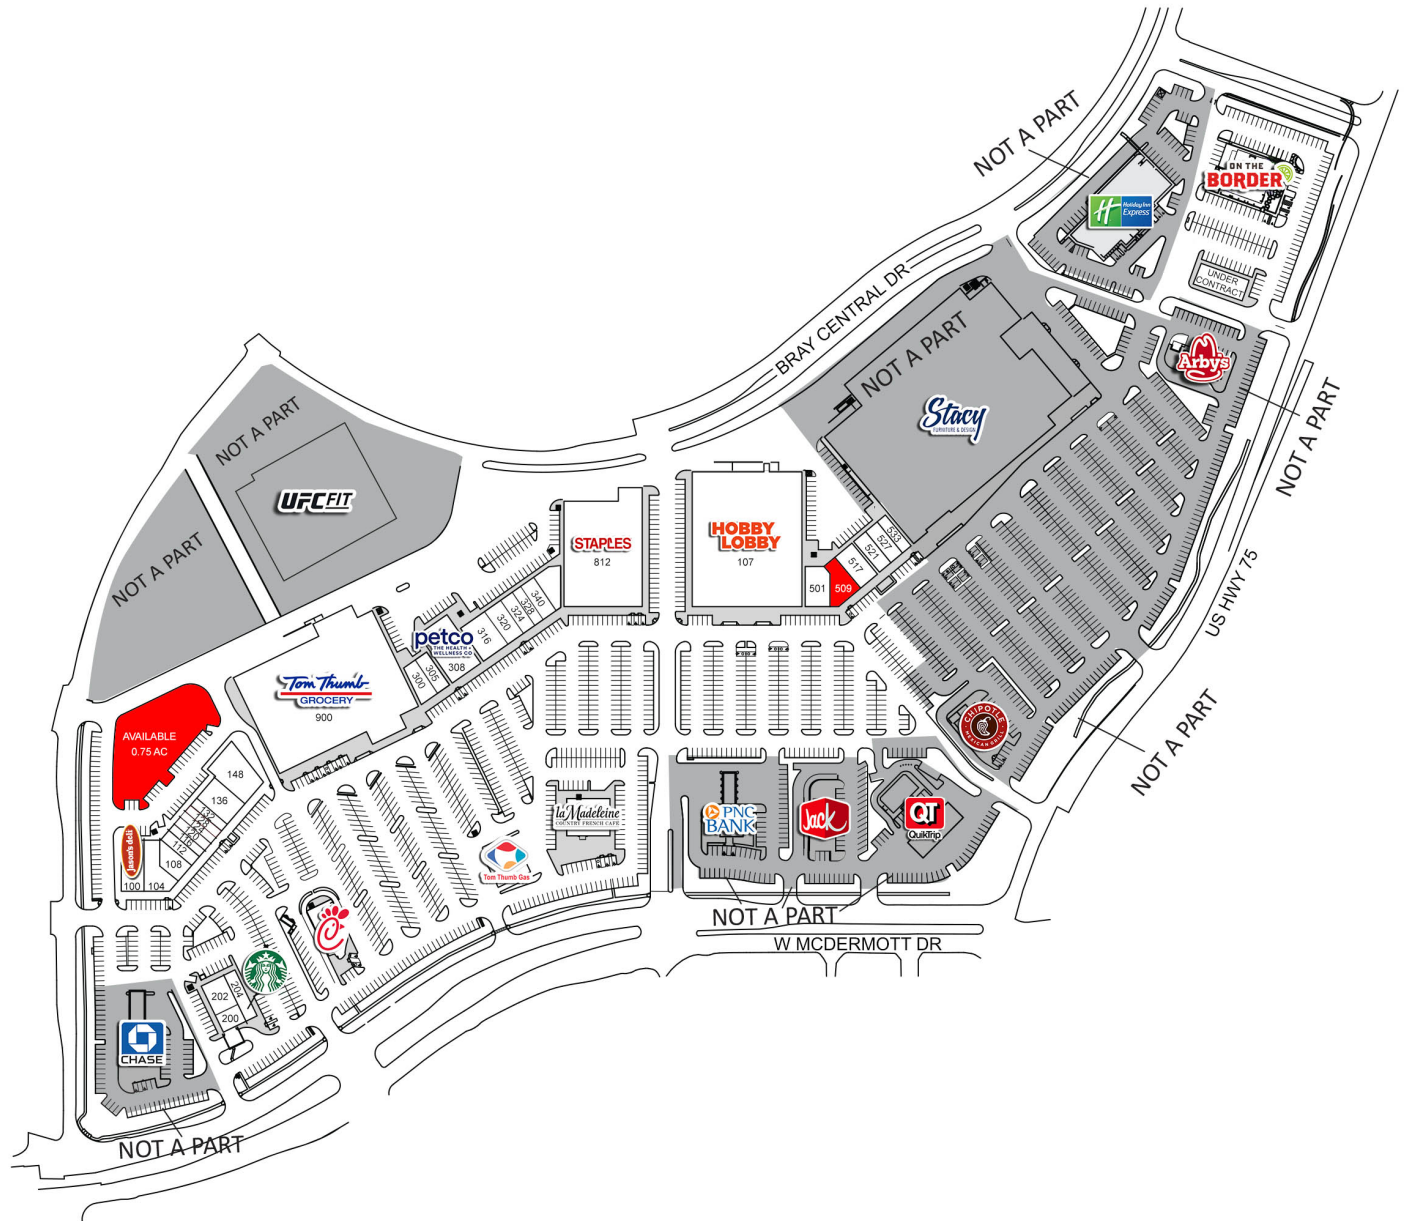 NOT A PART
ON THE
BORDER
Holiday Inn
Express
UNDER
CONTRACT
BRAY CENTRAL DR
NOT A PART
Arby's
NOT A PART
Stacy
FURNITURE & DESIGN
NOT A PART
UFC FIT
NOT A PART
STAPLES
812
HOBBY
LOBBY
107
501
509
517
521
527
533
US HWY 75
petco
THE HEALTH +
WELLNESS CO
300
305
308
316
320
324
328
340
Tom Thumb
GROCERY
900
AVAILABLE
0.75 AC
CHIPOTLE
MEXICAN GRILL
NOT A PART
148
136
112
108
104
100
jason's deli
la Madeleine
COUNTRY FRENCH CAFE
PNC
BANK
Jack
QT
QuikTrip
Tom Thumb Gas
NOT A PART
W MCDERMOTT DR
202
204
200
CHASE
NOT A PART